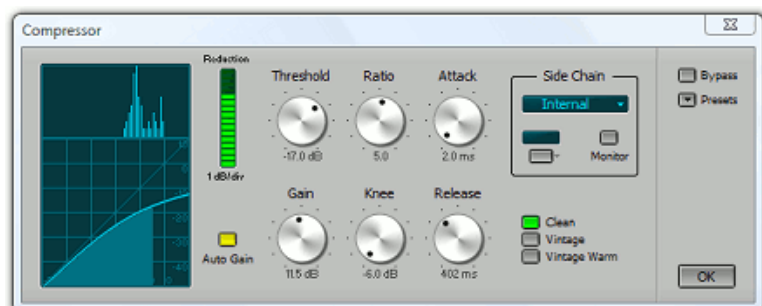 Compressor
Reduction
1 dB/div
Threshold
-17.0 dB
Ratio
5.0
Attack
2.0 ms
Gain
11.5 dB
Knee
-6.0 dB
Release
402 ms
Auto Gain
Side Chain
Internal
Monitor
Clean
Vintage
Vintage Warm
Bypass
Presets
OK